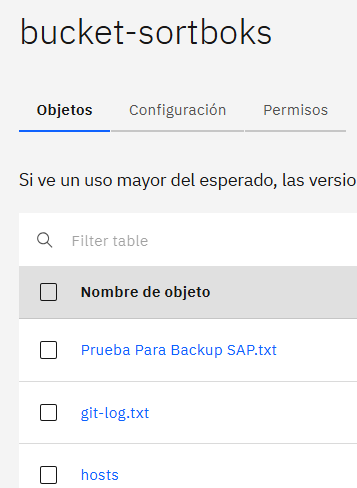 bucket-sortboks
Objetos Configuración Permisos
Si ve un uso mayor del esperado, las versio
Filter table
Nombre de objeto
Prueba Para Backup SAP.txt
git-log.txt
hosts